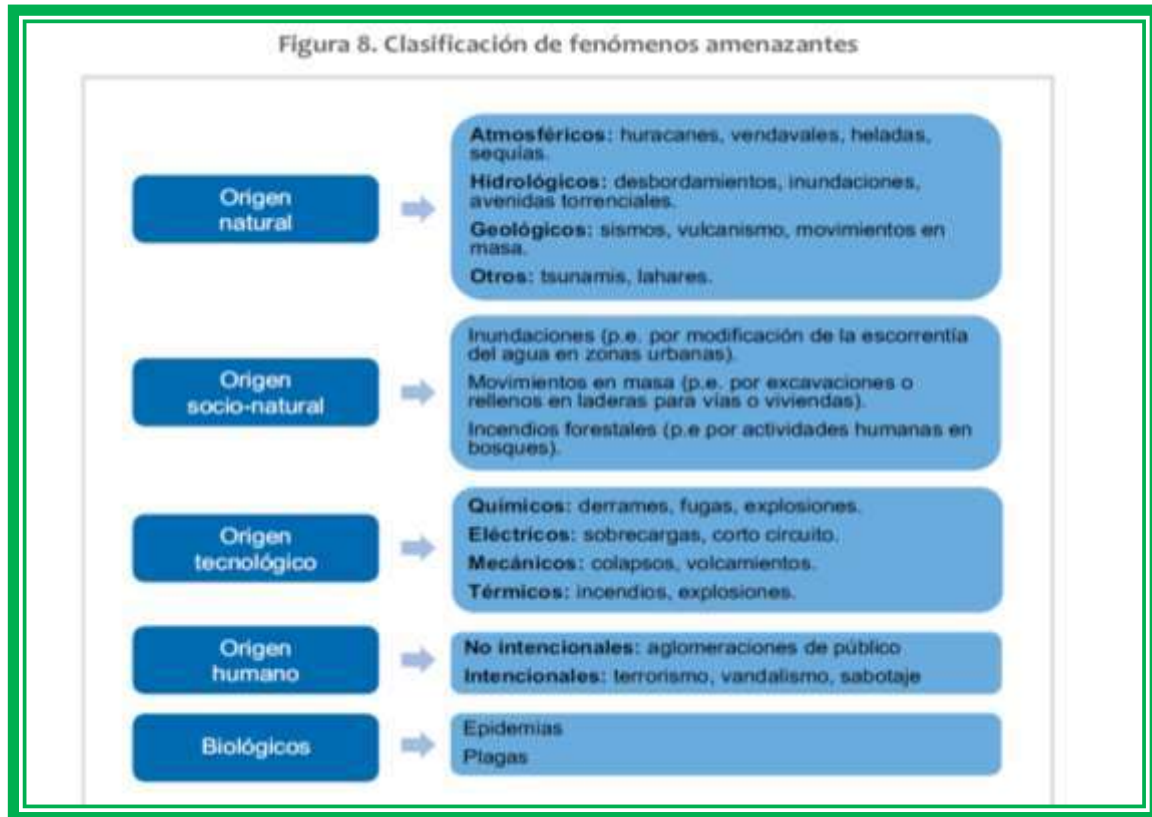 Figura 8. Clasificación de fenómenos amenazantes
Origen
natural
Atmosféricos: huracanes, vendavales, heladas,
sequías.
Hidrológicos: desbordamientos, inundaciones,
avenidas torrenciales.
Geológicos: sismos, vulcanismo, movimientos en
masa.
Otros: tsunamis, lahares.
Origen
socio-natural
Inundaciones (p.e. por modificación de la escorrentía
del agua en zonas urbanas).
Movimientos en masa (p.e. por excavaciones o
rellenos en laderas para vías o viviendas).
Incendios forestales (p.e por actividades humanas en
bosques).
Origen
tecnológico
Químicos: derrames, fugas, explosiones.
Eléctricos: sobrecargas, corto circuito.
Mecánicos: colapsos, volcamientos.
Térmicos: incendios, explosiones.
Origen
humano
No intencionales: aglomeraciones de público
Intencionales: terrorismo, vandalismo, sabotaje
Biológicos
Epidemias
Plagas